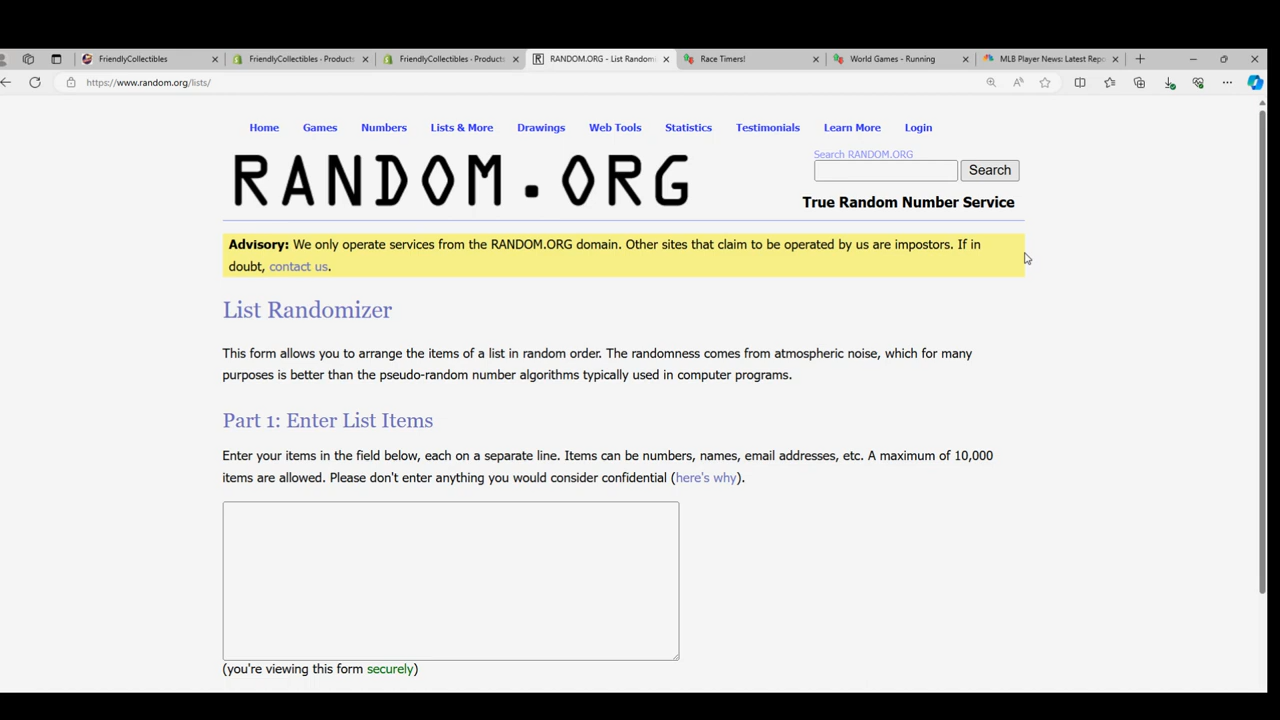 FriendlyCollectibles
FriendlyCollectibles · Products
FriendlyCollectibles · Products
RANDOM.ORG - List Random
Race Timers!
World Games - Running
MLB Player News: Latest Repo
https://www.random.org/lists/
Home Games Numbers Lists & More Drawings Web Tools Statistics Testimonials Learn More Login
RANDOM.ORG
Search RANDOM.ORG
Search
True Random Number Service
Advisory: We only operate services from the RANDOM.ORG domain. Other sites that claim to be operated by us are impostors. If in
doubt, contact us.
List Randomizer
This form allows you to arrange the items of a list in random order. The randomness comes from atmospheric noise, which for many
purposes is better than the pseudo-random number algorithms typically used in computer programs.
Part 1: Enter List Items
Enter your items in the field below, each on a separate line. Items can be numbers, names, email addresses, etc. A maximum of 10,000
items are allowed. Please don't enter anything you would consider confidential (here's why).
(you're viewing this form securely)